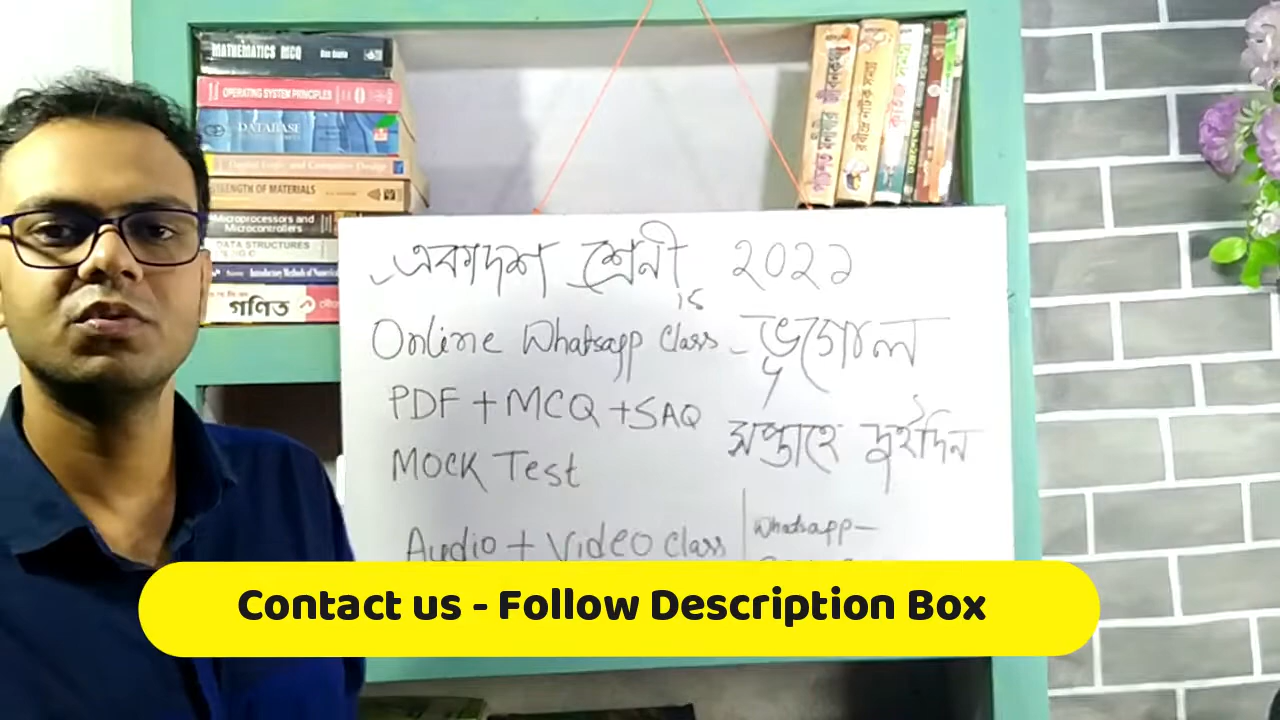 MATHEMATICS MCQ
OPERATING SYSTEM PRINCIPLES
DATABASE
STRENGTH OF MATERIALS
Microprocessors and
Microcontrollers
DATA STRUCTURES
গণিত
একাদশ শ্রেনী ২০২১
Online Whatsapp class - ভূগোল
PDF + MCQ + SAQ
সপ্তাহে দুইদিন
MOCK Test
Audio + Video class
Whatsapp-
Contact us - Follow Description Box